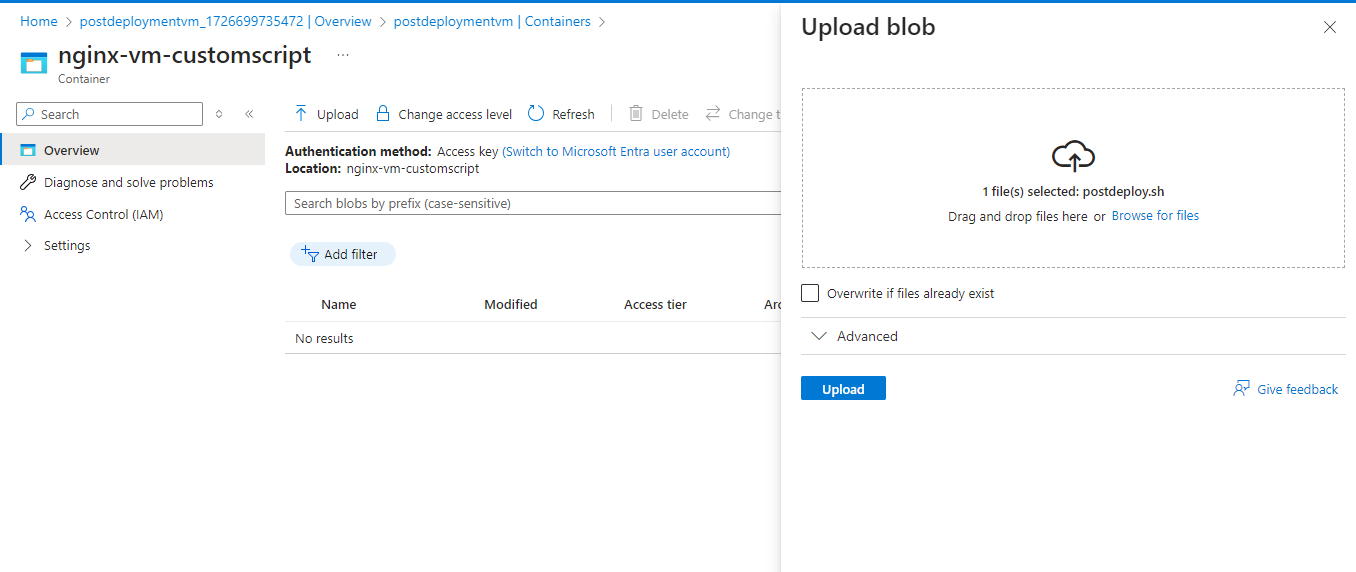 Home > postdeploymentvm_1726699735472 | Overview > postdeploymentvm | Containers >
nginx-vm-customscript ...
Container
Search
Overview
Diagnose and solve problems
Access Control (IAM)
Settings
Upload Change access level Refresh Delete Change t
Authentication method: Access key (Switch to Microsoft Entra user account)
Location: nginx-vm-customscript
Search blobs by prefix (case-sensitive)
Add filter
Name Modified Access tier Arc
No results
Upload blob
1 file(s) selected: postdeploy.sh
Drag and drop files here or Browse for files
Overwrite if files already exist
Advanced
Upload
Give feedback